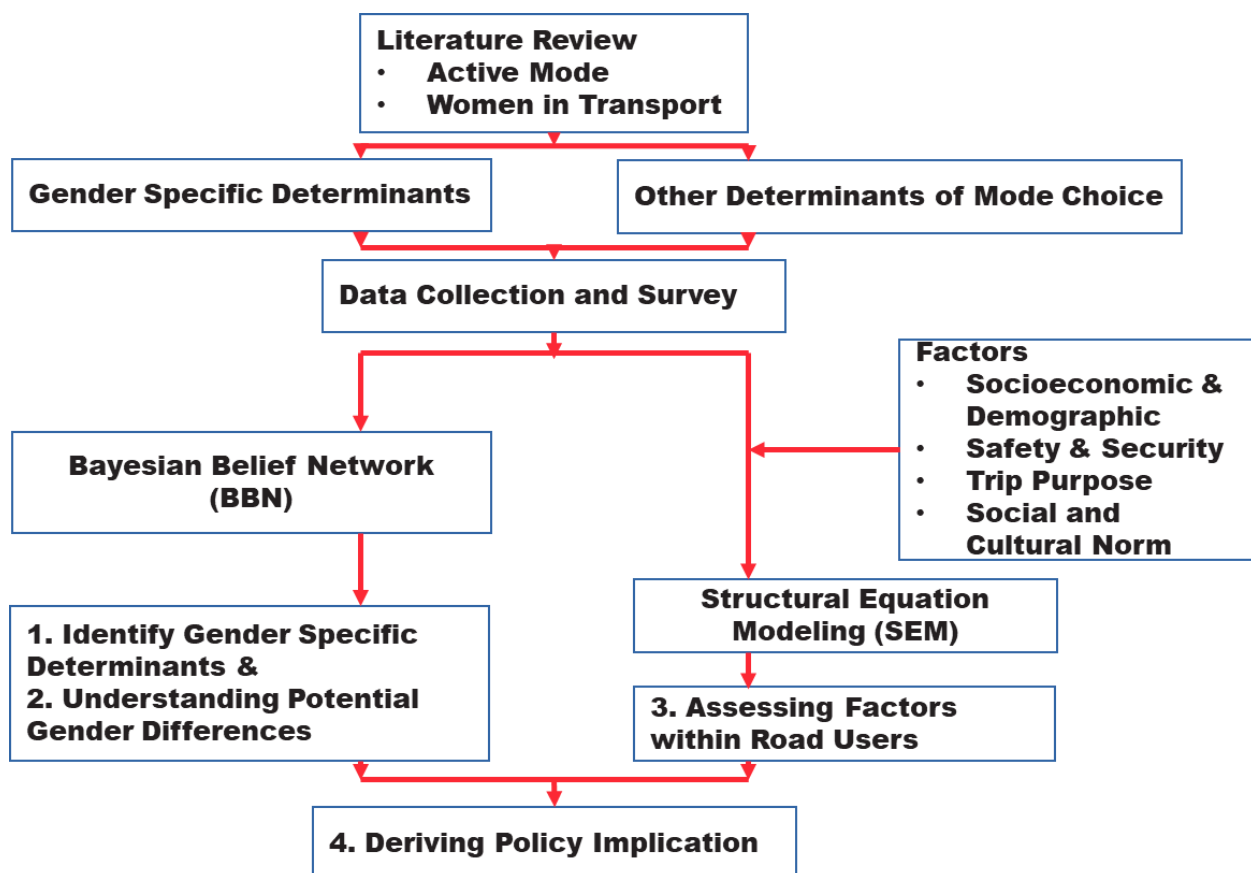 Literature Review
• Active Mode
• Women in Transport
Gender Specific Determinants
Other Determinants of Mode Choice
Data Collection and Survey
Factors
• Socioeconomic &
Demographic
• Safety & Security
• Trip Purpose
• Social and
Cultural Norm
Bayesian Belief Network
(BBN)
Structural Equation
Modeling (SEM)
1. Identify Gender Specific
Determinants &
2. Understanding Potential
Gender Differences
3. Assessing Factors
within Road Users
4. Deriving Policy Implication